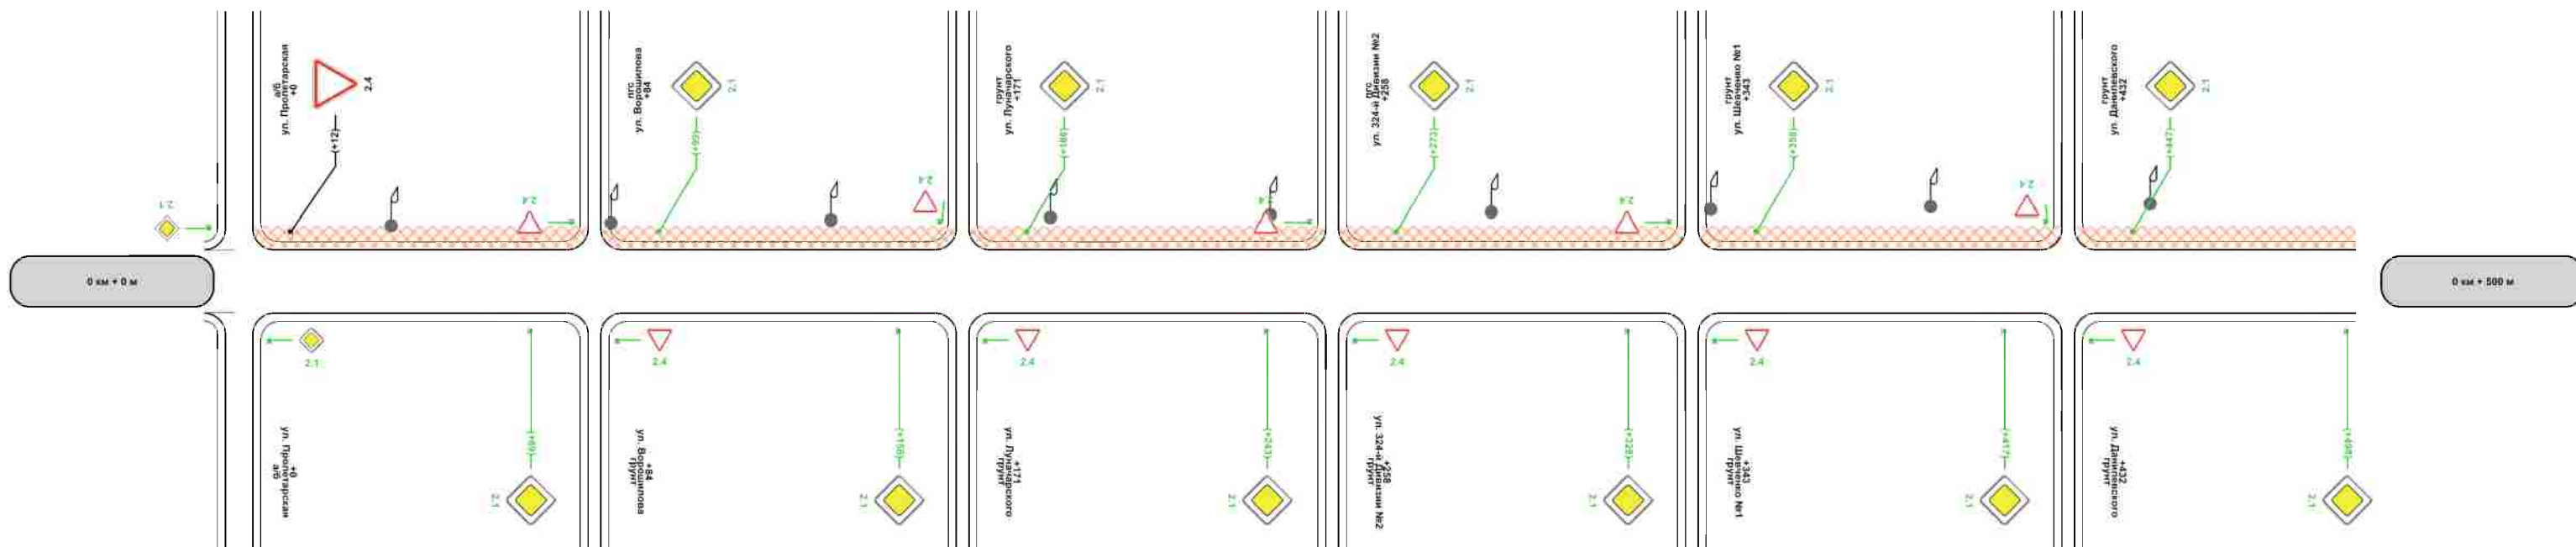 а/б
+0
ул. Пролетарская
2.4
(+12)
2.1
2.4
пгс
+84
ул. Ворошилова
2.1
(+99)
2.4
грунт
+171
ул. Луначарского
2.1
(+186)
пгс
+258
ул. 324-й Дивизии №2
2.1
(+273)
2.4
грунт
+343
ул. Шевченко №1
2.1
(+358)
2.4
грунт
+432
ул. Данилевского
2.1
(+447)
0 км + 0 м
0 км + 500 м
2.1
ул. Пролетарская
+0
а/б
(+69)
2.1
2.4
ул. Ворошилова
+84
грунт
(+156)
2.1
2.4
ул. Луначарского
+171
грунт
(+243)
2.1
2.4
ул. 324-й Дивизии №2
+258
грунт
(+328)
2.1
2.4
ул. Шевченко №1
+343
грунт
(+417)
2.1
2.4
ул. Данилевского
+432
грунт
(+498)
2.1